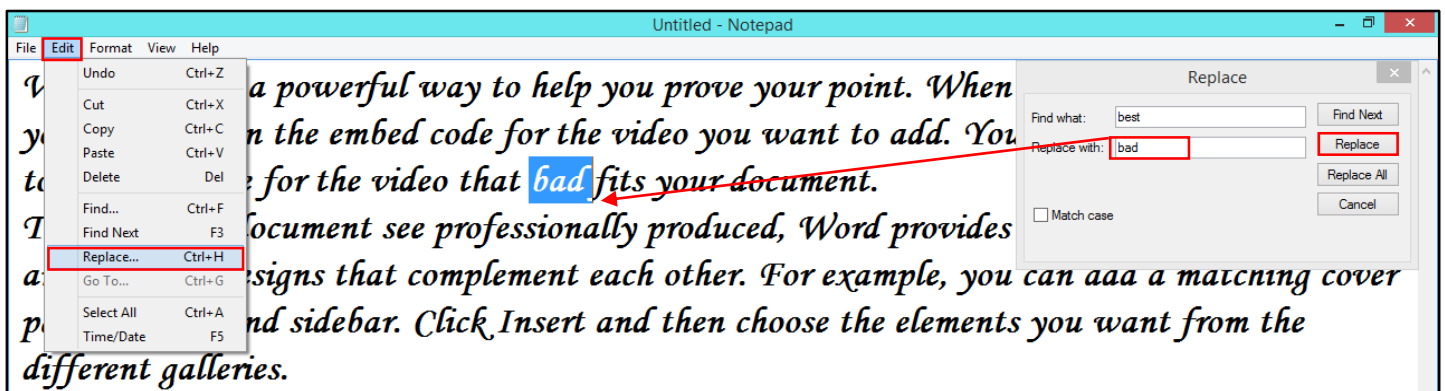 Untitled - Notepad
File Edit Format View Help
Undo Ctrl+Z
Cut Ctrl+X
Copy Ctrl+C
Paste Ctrl+V
Delete Del
Find... Ctrl+F
Find Next F3
Replace... Ctrl+H
Go To... Ctrl+G
Select All Ctrl+A
Time/Date F5
a powerful way to help you prove your point. When
n the embed code for the video you want to add. You
for the video that bad fits your document.
ocument see professionally produced, Word provides
signs that complement each other. For example, you can add a matching cover
nd sidebar. Click Insert and then choose the elements you want from the
different galleries.
Replace
Find what: best Find Next
Replace with: bad Replace
Replace All
Match case Cancel